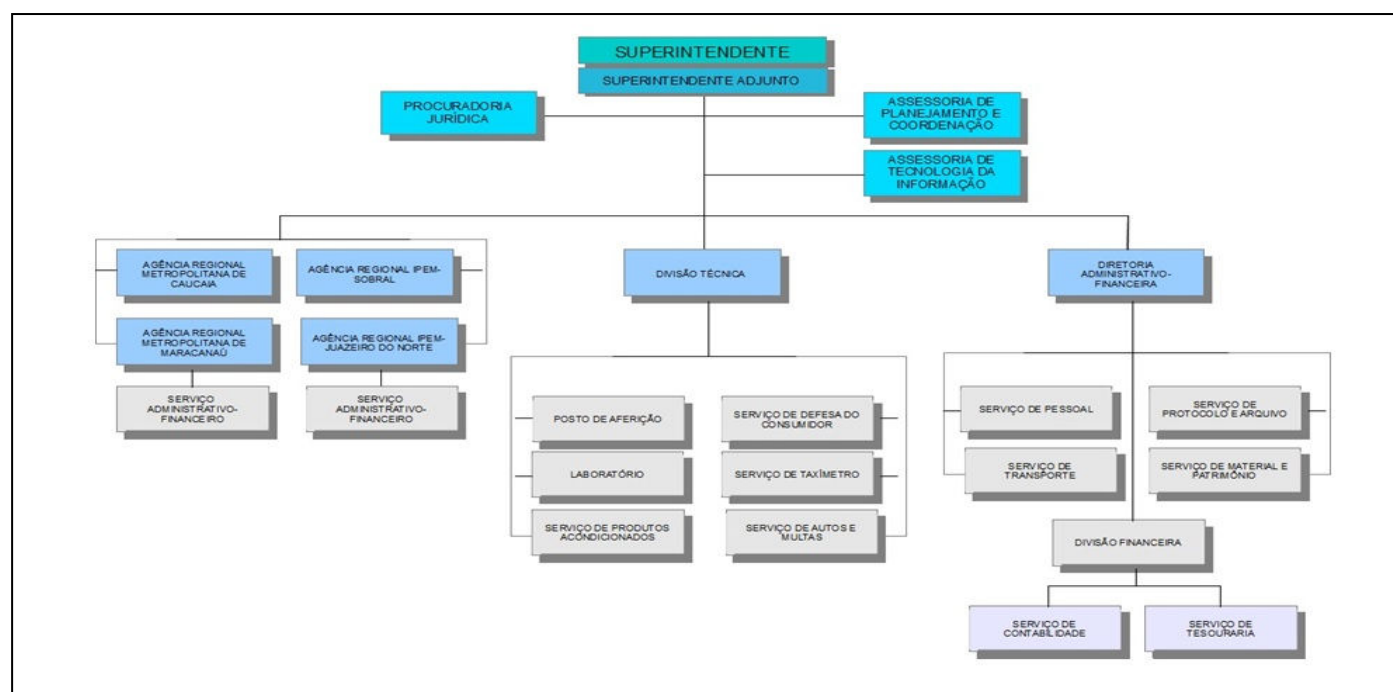 SUPERINTENDENTE
SUPERINTENDENTE ADJUNTO
PROCURADORIA
JURÍDICA
ASSESSORIA DE
PLANEJAMENTO E
COORDENAÇÃO
ASSESSORIA DE
TECNOLOGIA DA
INFORMAÇÃO
AGÊNCIA REGIONAL
METROPOLITANA DE
CAUCAIA
AGÊNCIA REGIONAL IPEM-
SOBRAL
AGÊNCIA REGIONAL
METROPOLITANA DE
MARACANAÚ
AGÊNCIA REGIONAL IPEM-
JUAZEIRO DO NORTE
SERVIÇO
ADMINISTRATIVO-
FINANCEIRO
SERVIÇO
ADMINISTRATIVO-
FINANCEIRO
DIVISÃO TÉCNICA
POSTO DE AFERIÇÃO
SERVIÇO DE DEFESA DO
CONSUMIDOR
LABORATÓRIO
SERVIÇO DE TAXÍMETRO
SERVIÇO DE PRODUTOS
ACONDICIONADOS
SERVIÇO DE AUTOS E
MULTAS
DIRETORIA
ADMINISTRATIVO-
FINANCEIRA
SERVIÇO DE PESSOAL
SERVIÇO DE
PROTOCOLO E ARQUIVO
SERVIÇO DE
TRANSPORTE
SERVIÇO DE MATERIAL E
PATRIMÔNIO
DIVISÃO FINANCEIRA
SERVIÇO DE
CONTABILIDADE
SERVIÇO DE
TESOURARIA